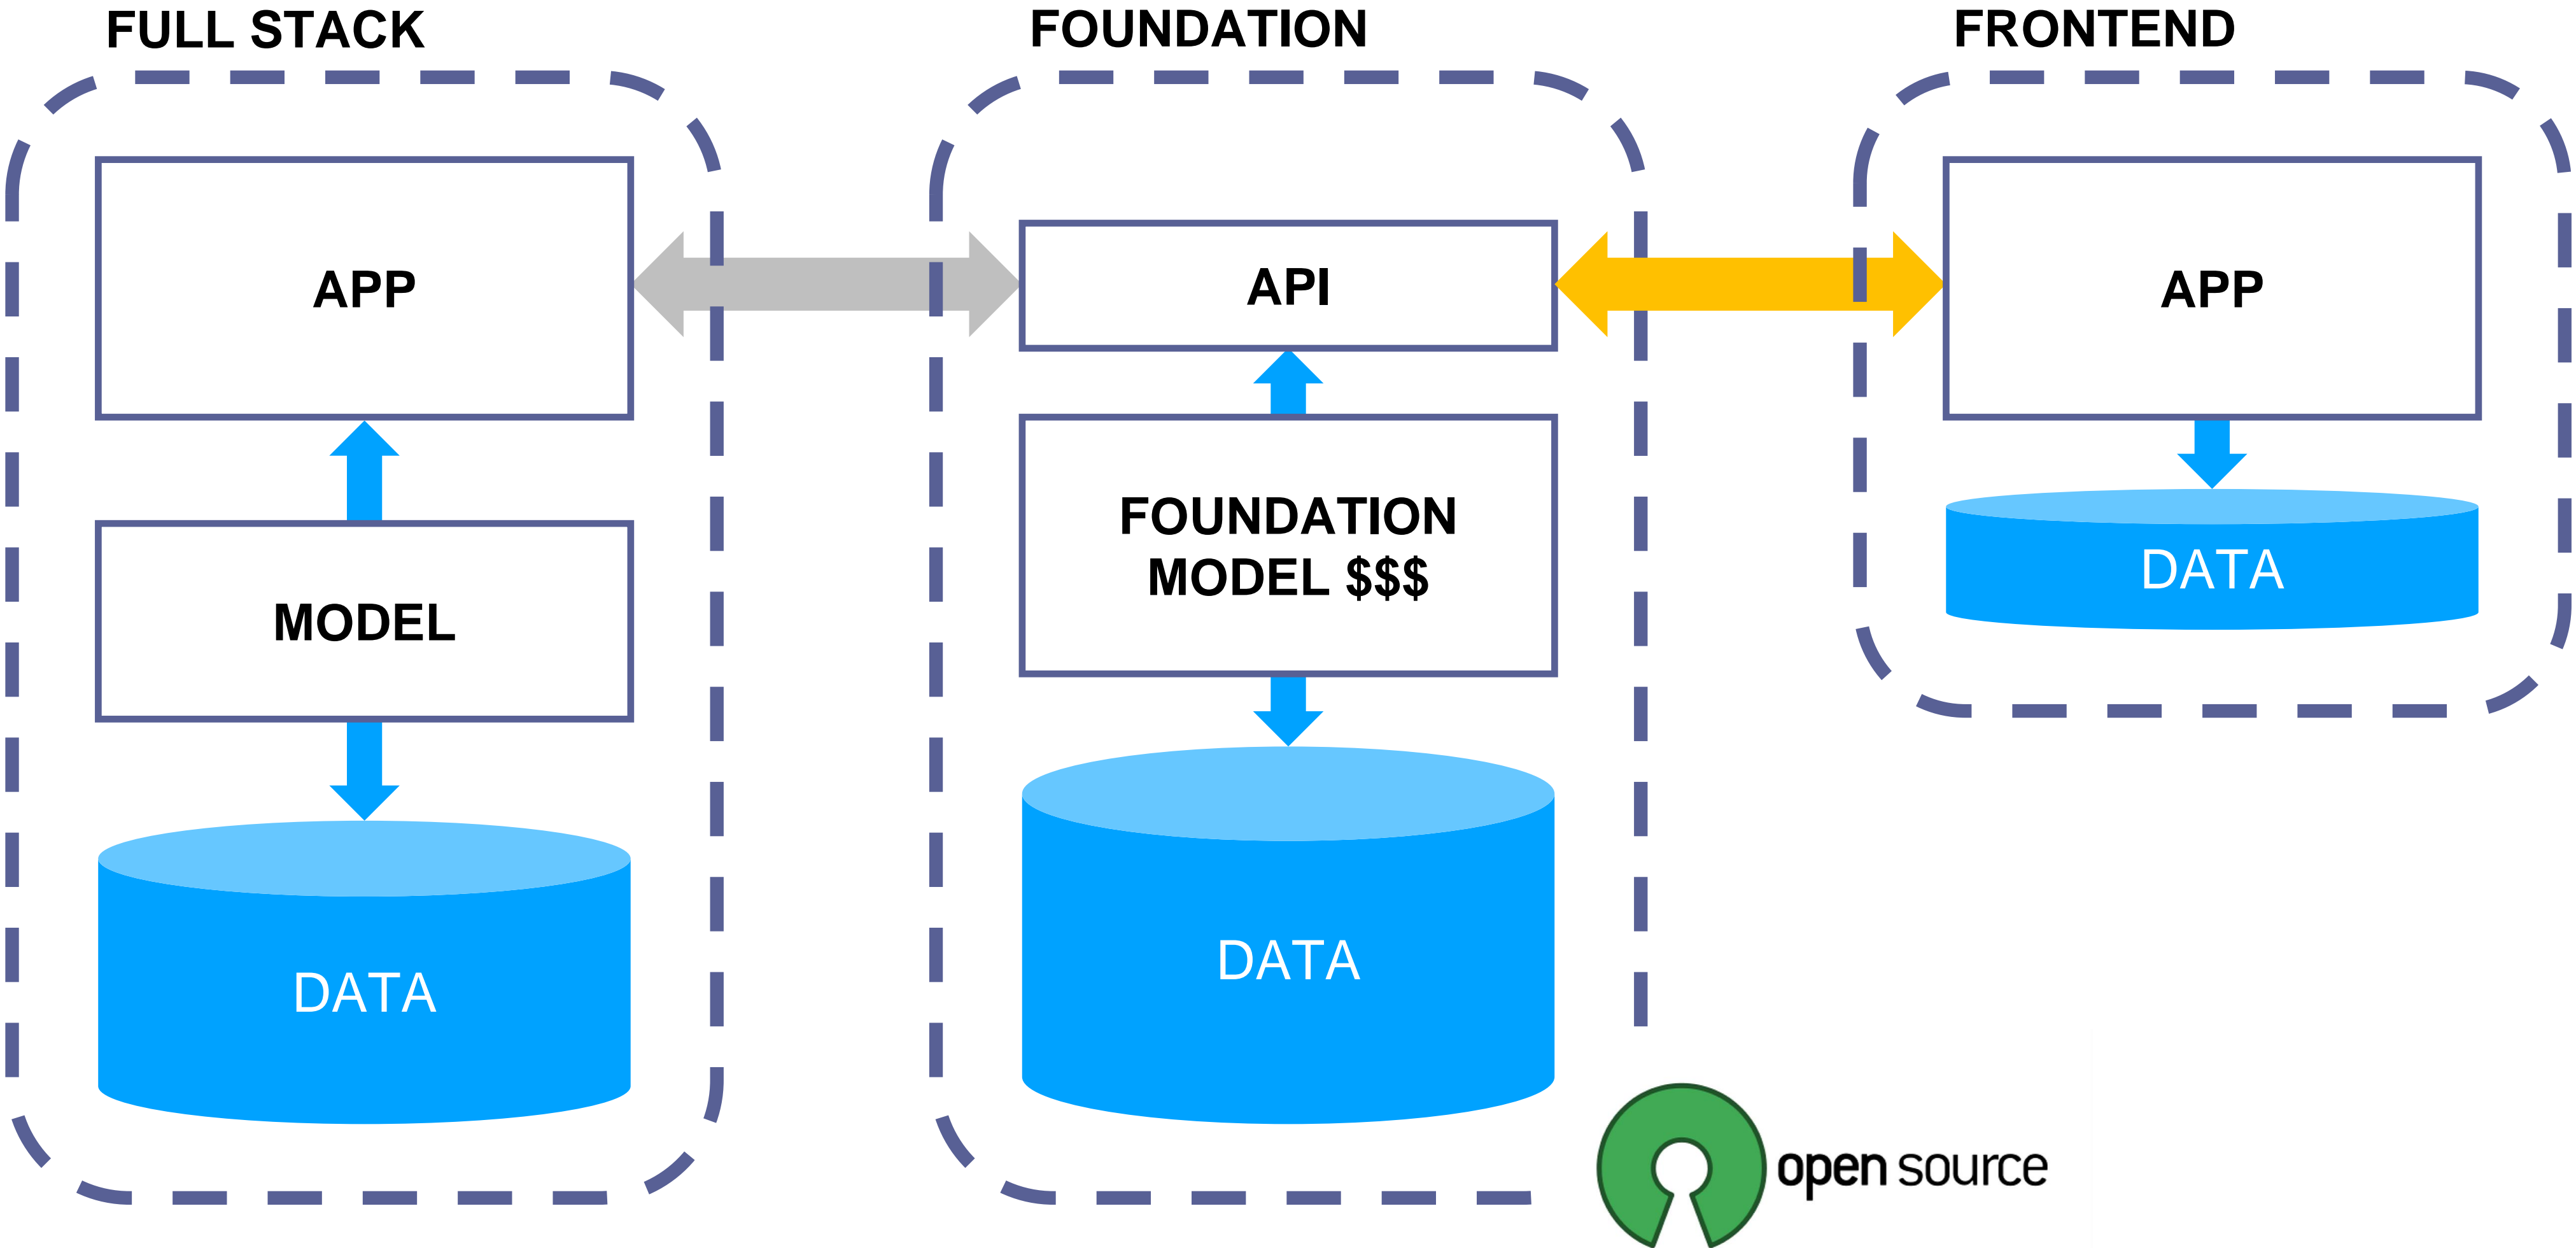 FULL STACK
APP
MODEL
DATA
FOUNDATION
API
FOUNDATION
MODEL $$$
DATA
open source
FRONTEND
APP
DATA